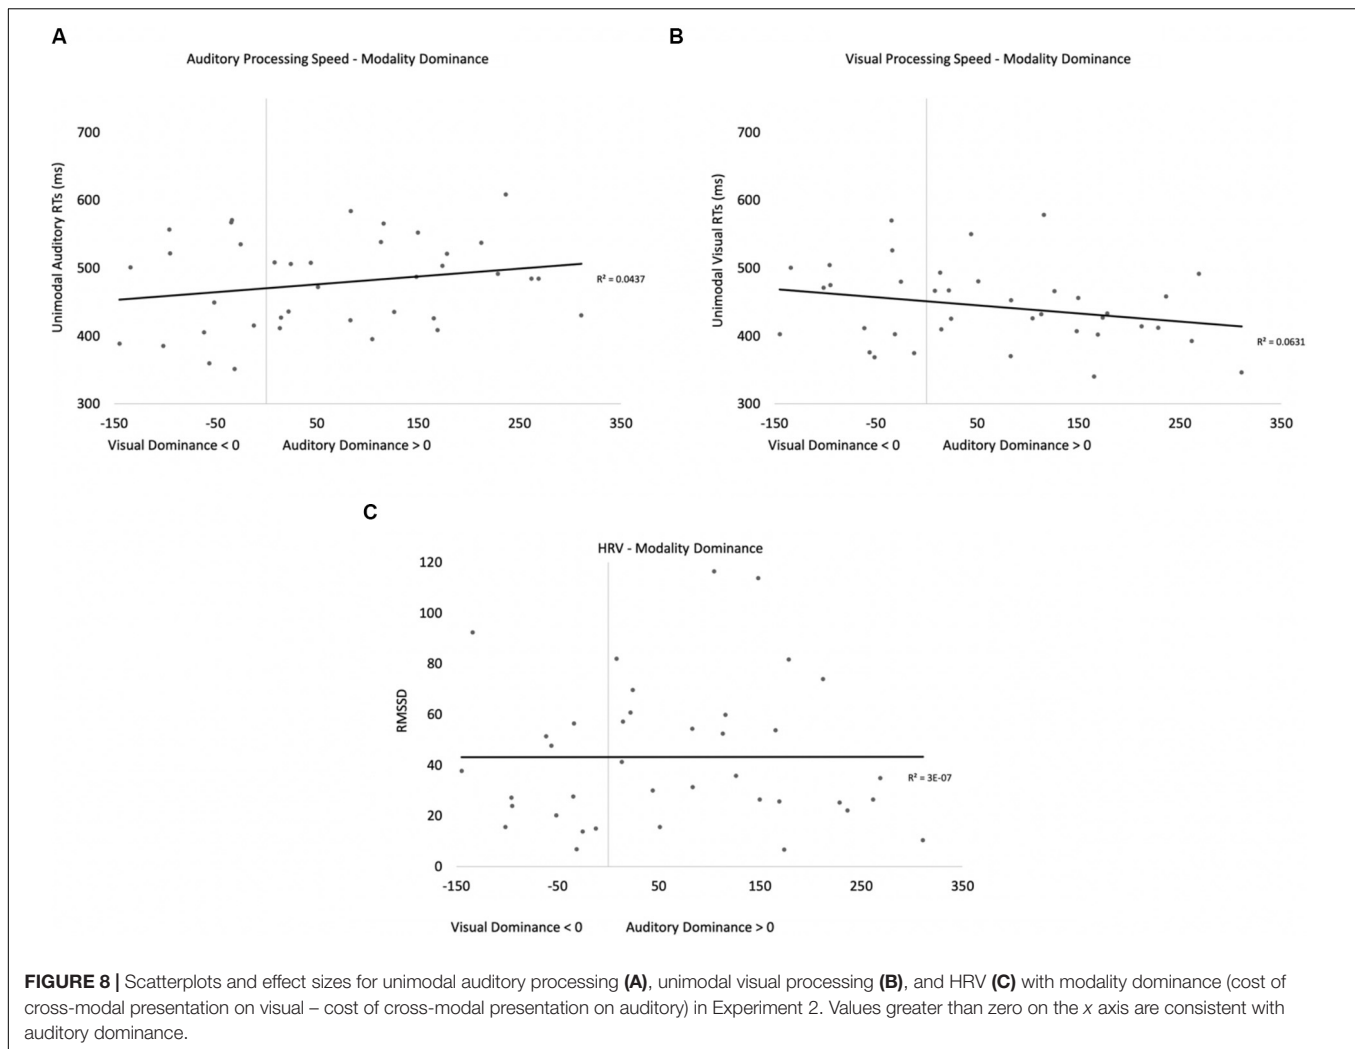 A
Auditory Processing Speed - Modality Dominance
Unimodal Auditory RTs (ms)
700
600
500
400
300
R² = 0.0437
-150 -50 50 150 250 350
Visual Dominance < 0 Auditory Dominance > 0
B
Visual Processing Speed - Modality Dominance
Unimodal Visual RTs (ms)
700
600
500
400
300
R² = 0.0631
-150 -50 50 150 250 350
Visual Dominance < 0 Auditory Dominance > 0
C
HRV - Modality Dominance
RMSSD
120
100
80
60
40
20
0
R² = 3E-07
-150 -50 50 150 250 350
Visual Dominance < 0 Auditory Dominance > 0
FIGURE 8 | Scatterplots and effect sizes for unimodal auditory processing (A), unimodal visual processing (B), and HRV (C) with modality dominance (cost of
cross-modal presentation on visual – cost of cross-modal presentation on auditory) in Experiment 2. Values greater than zero on the x axis are consistent with
auditory dominance.